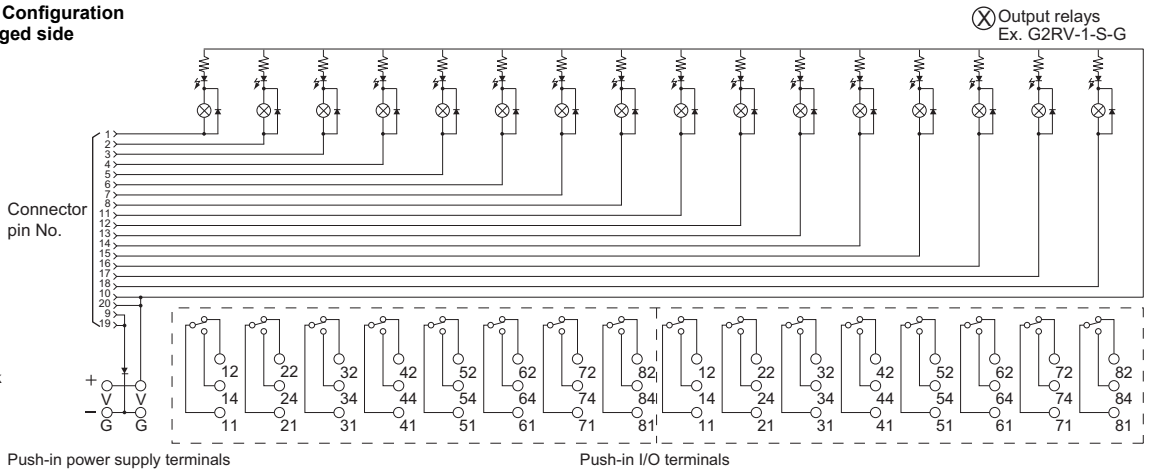 Configuration
ged side
Output relays
Ex. G2RV-1-S-G
1
2
3
4
5
6
7
8
11
12
13
14
15
16
17
18
10
20
9
19
Connector
pin No.
12 22 32 42 52 62 72 82 12 22 32 42 52 62 72 82
+
V V 14 24 34 44 54 64 74 84 14 24 34 44 54 64 74 84
−
G G 11 21 31 41 51 61 71 81 11 21 31 41 51 61 71 81
Push-in power supply terminals Push-in I/O terminals